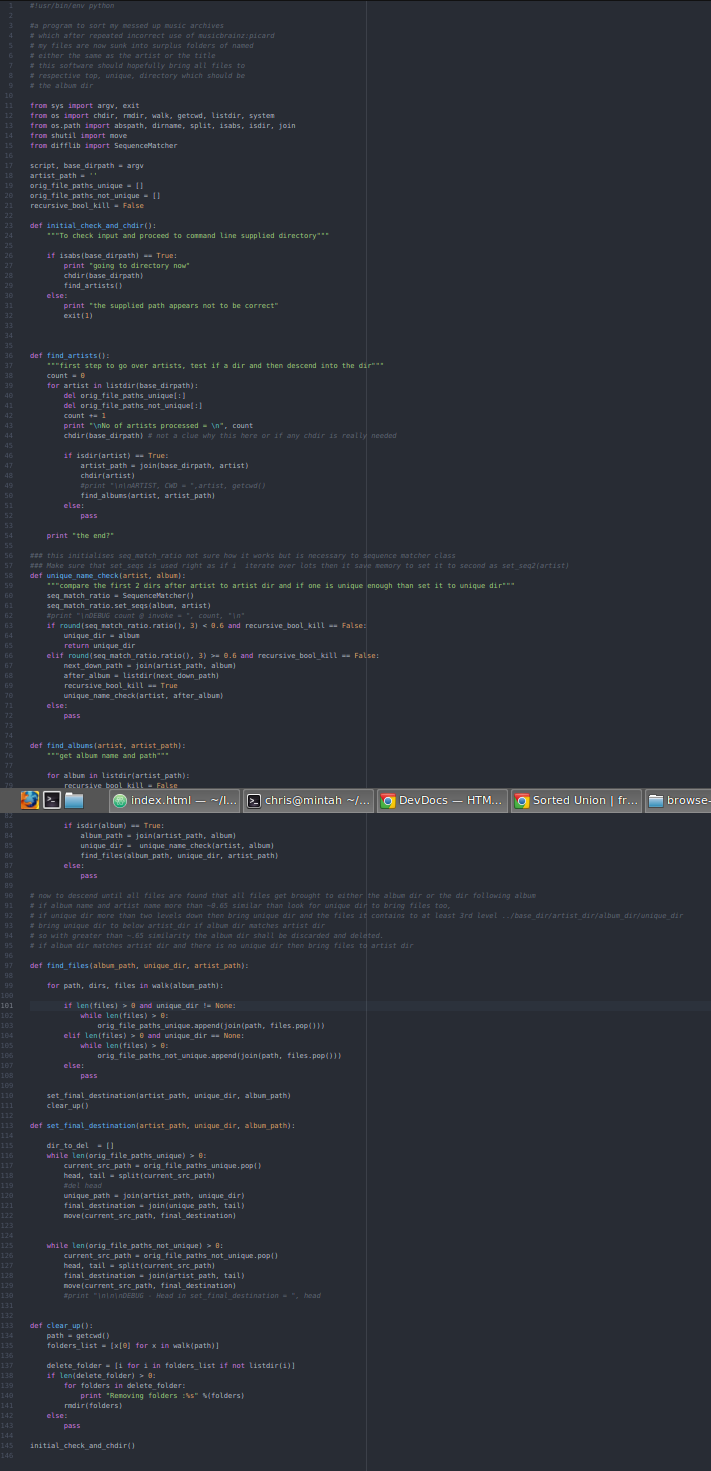 1 #!usr/bin/env python
2
3 #a program to sort my messed up music archives
4 # which after repeated incorrect use of musicbrainz:picard
5 # my files are now sunk into surplus folders of named
6 # either the same as the artist or the title
7 # this software should hopefully bring all files to
8 # respective top, unique, directory which should be
9 # the album dir
10
11 from sys import argv, exit
12 from os import chdir, rmdir, walk, getcwd, listdir, system
13 from os.path import abspath, dirname, split, isabs, isdir, join
14 from shutil import move
15 from difflib import SequenceMatcher
16
17 script, base_dirpath = argv
18 artist_path = ''
19 orig_file_paths_unique = []
20 orig_file_paths_not_unique = []
21 recursive_bool_kill = False
22
23 def initial_check_and_chdir():
24 """To check input and proceed to command line supplied directory"""
25
26 if isabs(base_dirpath) == True:
27 print "going to directory now"
28 chdir(base_dirpath)
29 find_artists()
30 else:
31 print "the supplied path appears not to be correct"
32 exit(1)
33
34
35
36 def find_artists():
37 """first step to go over artists, test if a dir and then descend into the dir"""
38 count = 0
39 for artist in listdir(base_dirpath):
40 del orig_file_paths_unique[:]
41 del orig_file_paths_not_unique[:]
42 count += 1
43 print "\nNo of artists processed = \n", count
44 chdir(base_dirpath) # not a clue why this here or if any chdir is really needed
45
46 if isdir(artist) == True:
47 artist_path = join(base_dirpath, artist)
48 chdir(artist)
49 #print "\n\nARTIST, CWD = ",artist, getcwd()
50 find_albums(artist, artist_path)
51 else:
52 pass
53
54 print "the end?"
55
56 ### this initialises seq_match_ratio not sure how it works but is necessary to sequence matcher class
57 ### Make sure that set_seqs is used right as if i iterate over lots then it save memory to set it to second as set_seq2(artist)
58 def unique_name_check(artist, album):
59 """compare the first 2 dirs after artist to artist dir and if one is unique enough than set it to unique dir"""
60 seq_match_ratio = SequenceMatcher()
61 seq_match_ratio.set_seqs(album, artist)
62 #print "\nDEBUG count @ invoke = ", count, "\n"
63 if round(seq_match_ratio.ratio(), 3) < 0.6 and recursive_bool_kill == False:
64 unique_dir = album
65 return unique_dir
66 elif round(seq_match_ratio.ratio(), 3) >= 0.6 and recursive_bool_kill == False:
67 next_down_path = join(artist_path, album)
68 after_album = listdir(next_down_path)
69 recursive_bool_kill == True
70 unique_name_check(artist, after_album)
71 else:
72 pass
73
74
75 def find_albums(artist, artist_path):
76 """get album name and path"""
77
78 for album in listdir(artist_path):
79 recursive_bool_kill = False
index.html — ~/l... chris@mintah ~/... DevDocs — HTM... Sorted Union | fr... browse-
82
83 if isdir(album) == True:
84 album_path = join(artist_path, album)
85 unique_dir = unique_name_check(artist, album)
86 find_files(album_path, unique_dir, artist_path)
87 else:
88 pass
89
90 # now to descend until all files are found that all files get brought to either the album dir or the dir following album
91 # if album name and artist name more than ~0.65 similar than look for unique dir to bring files too,
92 # if unique dir more than two levels down then bring unique dir and the files it contains to at least 3rd level ../base_dir/artist_dir/album_dir/unique_dir
93 # bring unique dir to below artist_dir if album dir matches artist dir
94 # so with greater than ~.65 similarity the album dir shall be discarded and deleted.
95 # if album dir matches artist dir and there is no unique dir then bring files to artist dir
96
97 def find_files(album_path, unique_dir, artist_path):
98
99 for path, dirs, files in walk(album_path):
100
101 if len(files) > 0 and unique_dir != None:
102 while len(files) > 0:
103 orig_file_paths_unique.append(join(path, files.pop()))
104 elif len(files) > 0 and unique_dir == None:
105 while len(files) > 0:
106 orig_file_paths_not_unique.append(join(path, files.pop()))
107 else:
108 pass
109
110 set_final_destination(artist_path, unique_dir, album_path)
111 clear_up()
112
113 def set_final_destination(artist_path, unique_dir, album_path):
114
115 dir_to_del = []
116 while len(orig_file_paths_unique) > 0:
117 current_src_path = orig_file_paths_unique.pop()
118 head, tail = split(current_src_path)
119 #del head
120 unique_path = join(artist_path, unique_dir)
121 final_destination = join(unique_path, tail)
122 move(current_src_path, final_destination)
123
124
125 while len(orig_file_paths_not_unique) > 0:
126 current_src_path = orig_file_paths_not_unique.pop()
127 head, tail = split(current_src_path)
128 final_destination = join(artist_path, tail)
129 move(current_src_path, final_destination)
130 #print "\n\n\nDEBUG - Head in set_final_destination = ", head
131
132
133 def clear_up():
134 path = getcwd()
135 folders_list = [x[0] for x in walk(path)]
136
137 delete_folder = [i for i in folders_list if not listdir(i)]
138 if len(delete_folder) > 0:
139 for folders in delete_folder:
140 print "Removing folders :%s" %(folders)
141 rmdir(folders)
142 else:
143 pass
144
145 initial_check_and_chdir()
146